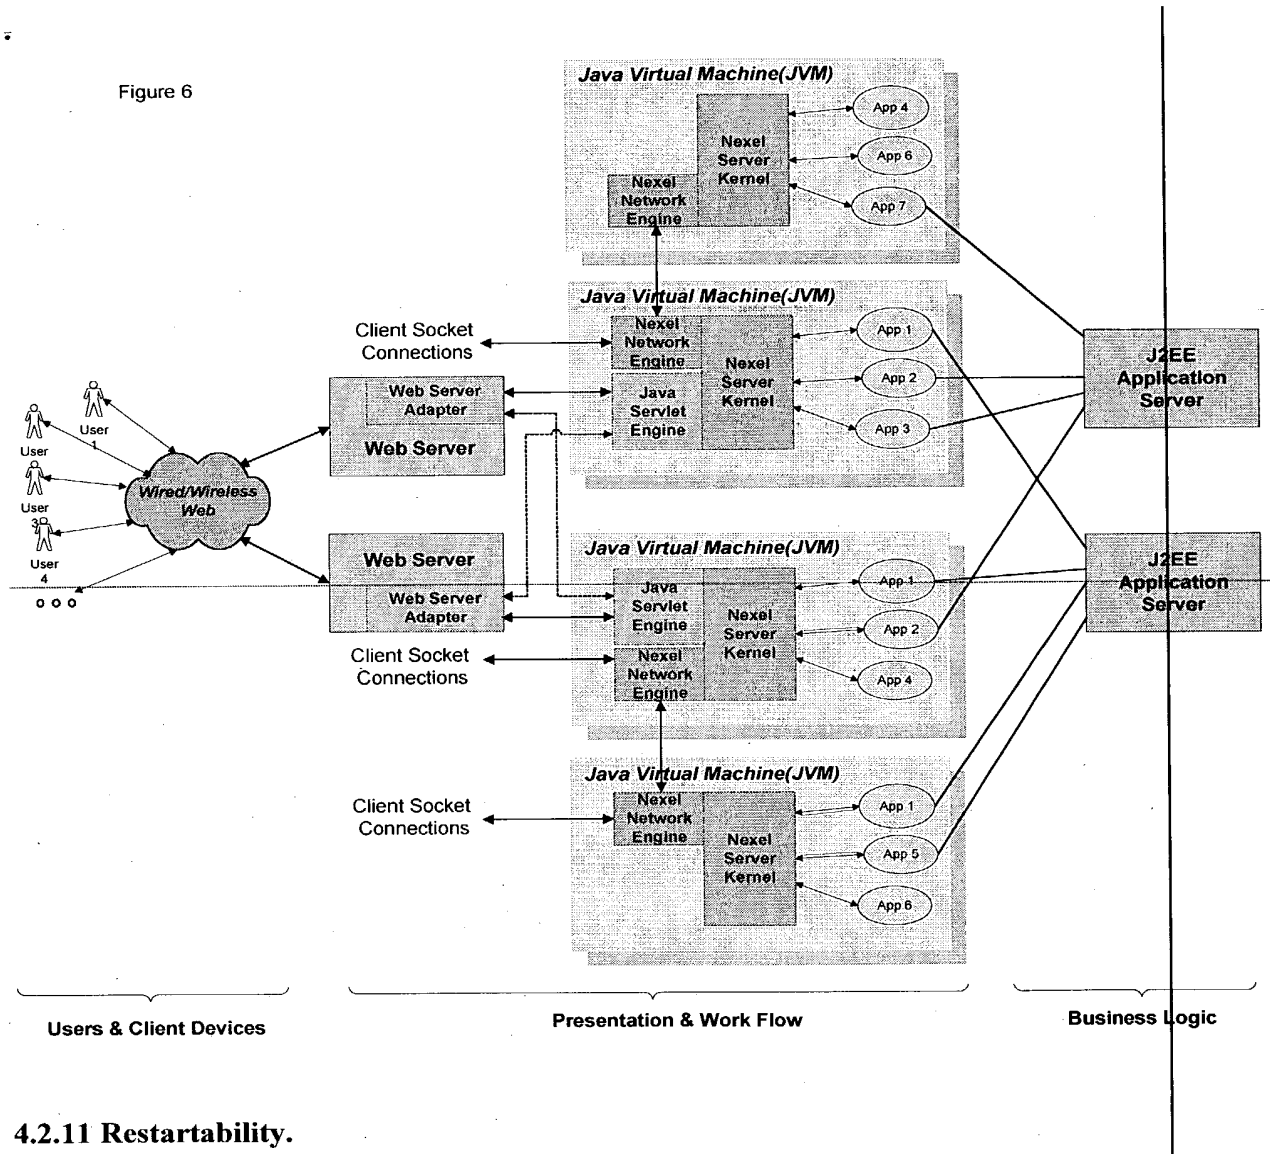 Figure 6
Java Virtual Machine(JVM)
Nexel
Server
Kernel
Nexel
Network
Engine
App 4
App 6
App 7
Java Virtual Machine(JVM)
Client Socket
Connections
Nexel
Network
Engine
Java
Servlet
Engine
Nexel
Server
Kernel
App 1
App 2
App 3
J2EE
Application
Server
Web Server
Adapter
Web Server
User
1
User
User
3
User
4
Wired/Wireless
Web
Web Server
Web Server
Adapter
Client Socket
Connections
Java Virtual Machine(JVM)
Java
Servlet
Engine
Nexel
Network
Engine
Nexel
Server
Kernel
App 1
App 2
App 4
J2EE
Application
Server
Java Virtual Machine(JVM)
Client Socket
Connections
Nexel
Network
Engine
Nexel
Server
Kernel
App 1
App 5
App 6
Users & Client Devices
Presentation & Work Flow
Business Logic
4.2.11 Restartability.